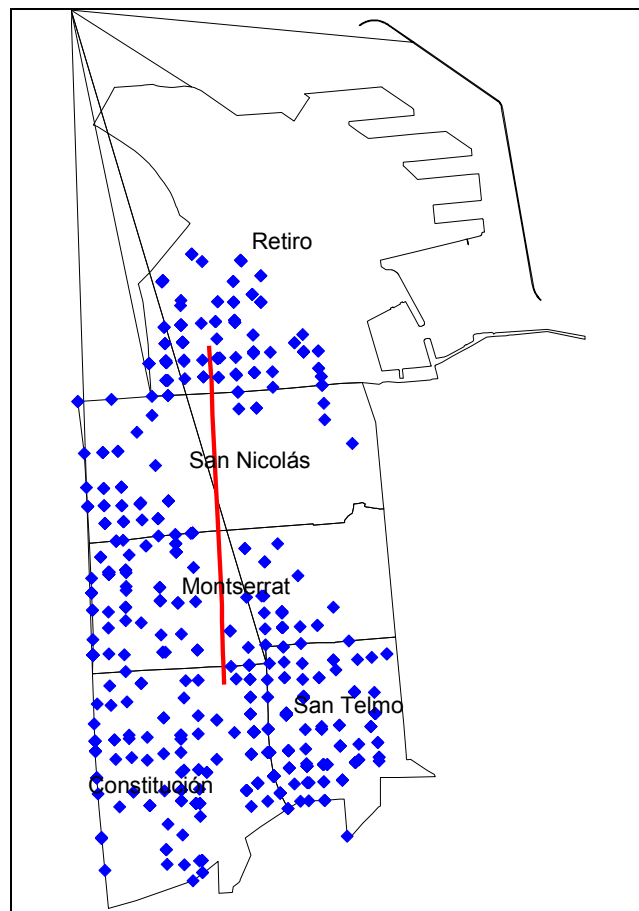 Retiro
San Nicolás
Montserrat
San Telmo
Constitución